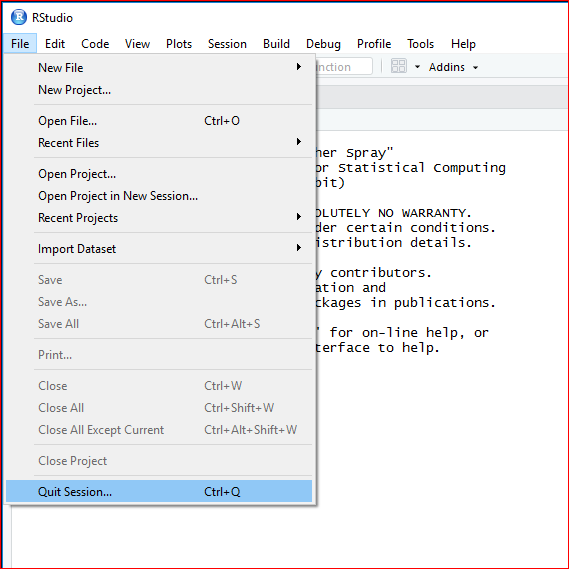 RStudio
File Edit Code View Plots Session Build Debug Profile Tools Help
Addins
New File
New Project...
Open File... Ctrl+O
Recent Files
Open Project...
Open Project in New Session...
Recent Projects
Import Dataset
Save Ctrl+S
Save As...
Save All Ctrl+Alt+S
Print...
Close Ctrl+W
Close All Ctrl+Shift+W
Close All Except Current Ctrl+Alt+Shift+W
Close Project
Quit Session... Ctrl+Q
her Spray"
or Statistical Computing
bit)
OLUTELY NO WARRANTY.
der certain conditions.
istribution details.
y contributors.
ation and
ckages in publications.
' for on-line help, or
terface to help.